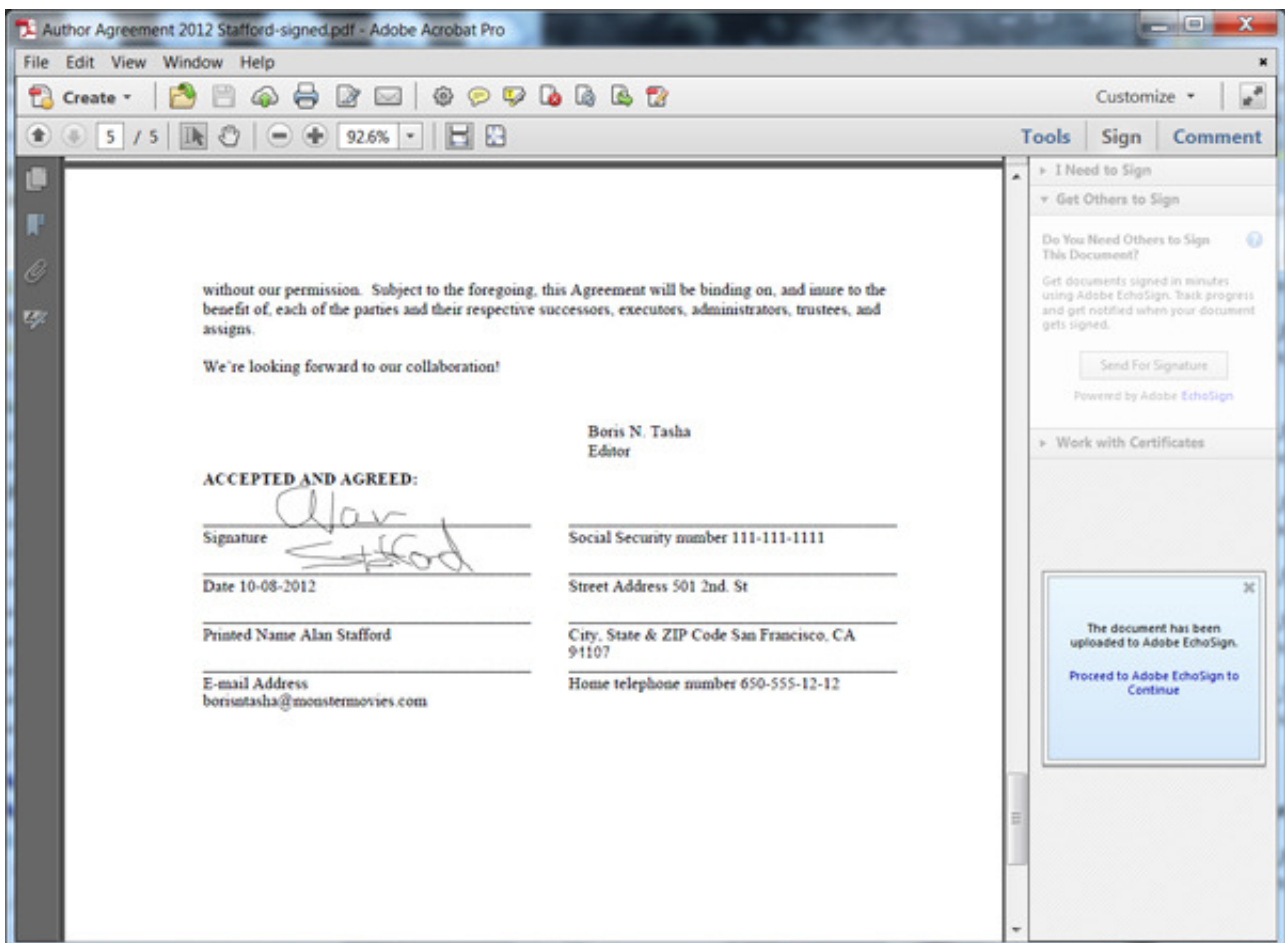 Author Agreement 2012 Stafford-signed.pdf - Adobe Acrobat Pro
File Edit View Window Help
Create
Customize
5 / 5
92.6%
Tools Sign Comment
I Need to Sign
Get Others to Sign
Do You Need Others to Sign
This Document?
Get documents signed in minutes
using Adobe EchoSign. Track progress
and get notified when your document
gets signed.
Send For Signature
Powered by Adobe EchoSign
Work with Certificates
without our permission. Subject to the foregoing, this Agreement will be binding on, and inure to the
benefit of, each of the parties and their respective successors, executors, administrators, trustees, and
assigns.
We're looking forward to our collaboration!
Boris N. Tasha
Editor
ACCEPTED AND AGREED:
Alan
Stafford
Signature
Social Security number 111-111-1111
Date 10-08-2012
Street Address 501 2nd. St
Printed Name Alan Stafford
City, State & ZIP Code San Francisco, CA
94107
E-mail Address
borisntasha@monstermovies.com
Home telephone number 650-555-12-12
The document has been
uploaded to Adobe EchoSign.
Proceed to Adobe EchoSign to
Continue